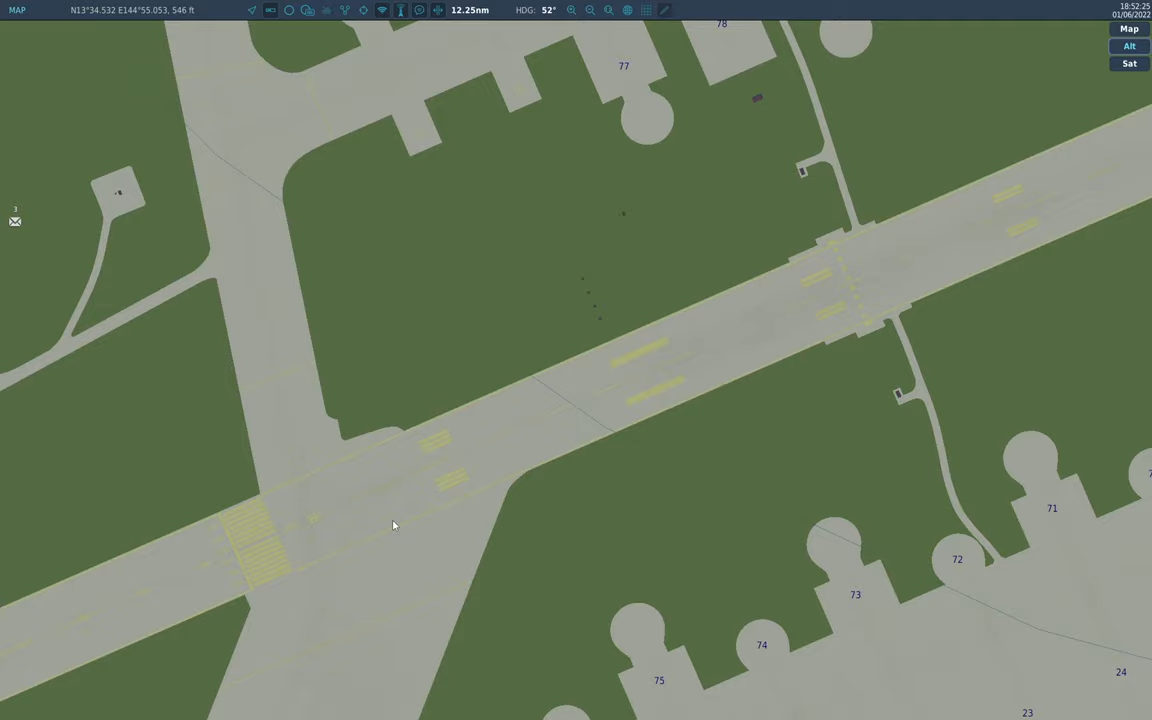 MAP
N13°34.532 E144°55.053, 546 ft
12.25nm
HDG: 52°
18:52:25
01/06/2022
Map
Alt
Sat
78
77
3
71
72
73
74
75
24
23